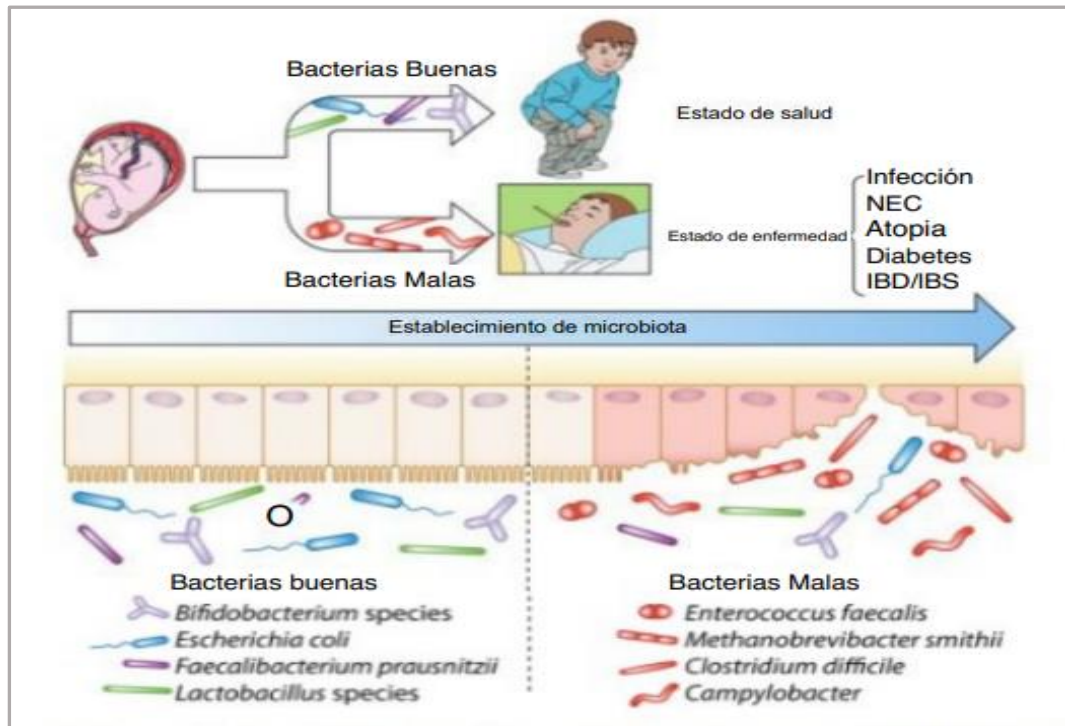 Bacterias Buenas
Estado de salud
Infección
NEC
Estado de enfermedad
Atopia
Diabetes
IBD/IBS
Bacterias Malas
Establecimiento de microbiota
O
Bacterias buenas
Bifidobacterium species
Escherichia coli
Faecalibacterium prausnitzii
Lactobacillus species
Bacterias Malas
Enterococcus faecalis
Methanobrevibacter smithii
Clostridium difficile
Campylobacter